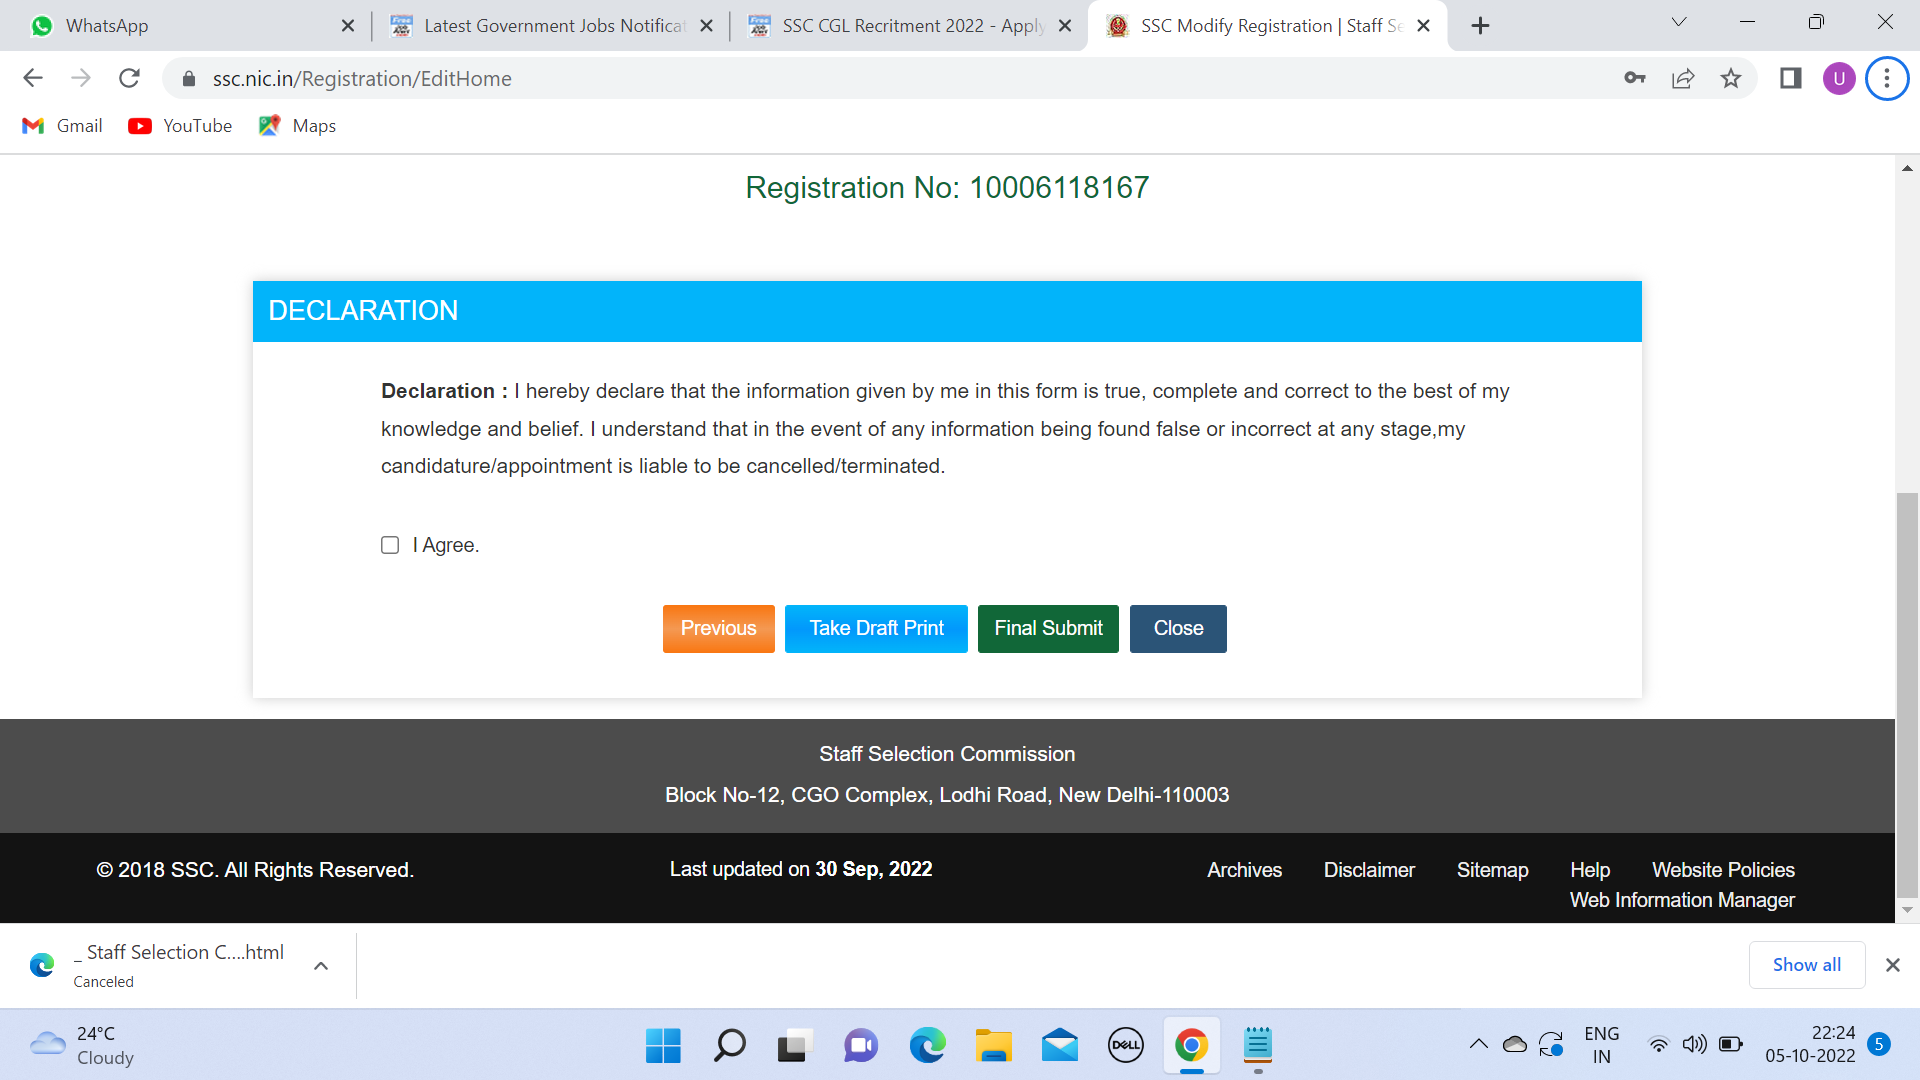 WhatsApp
Latest Government Jobs Notificat
SSC CGL Recritment 2022 - Apply
SSC Modify Registration | Staff Se
ssc.nic.in/Registration/EditHome
U
Gmail
YouTube
Maps
Registration No: 10006118167
DECLARATION
Declaration : I hereby declare that the information given by me in this form is true, complete and correct to the best of my
knowledge and belief. I understand that in the event of any information being found false or incorrect at any stage,my
candidature/appointment is liable to be cancelled/terminated.
I Agree.
Previous
Take Draft Print
Final Submit
Close
Staff Selection Commission
Block No-12, CGO Complex, Lodhi Road, New Delhi-110003
© 2018 SSC. All Rights Reserved.
Last updated on 30 Sep, 2022
Archives
Disclaimer
Sitemap
Help
Website Policies
Web Information Manager
_ Staff Selection C....html
Canceled
Show all
24°C
Cloudy
DELL
ENG
IN
22:24
05-10-2022
5